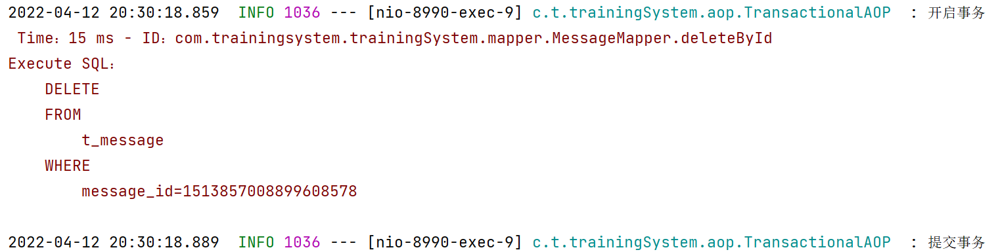 2022-04-12 20:30:18.859  INFO 1036 --- [nio-8990-exec-9] c.t.trainingSystem.aop.TransactionalAOP  : 开启事务
 Time：15 ms - ID：com.trainingsystem.trainingSystem.mapper.MessageMapper.deleteById
Execute SQL：
    DELETE
    FROM
        t_message
    WHERE
        message_id=1513857008899608578
2022-04-12 20:30:18.889  INFO 1036 --- [nio-8990-exec-9] c.t.trainingSystem.aop.TransactionalAOP  : 提交事务